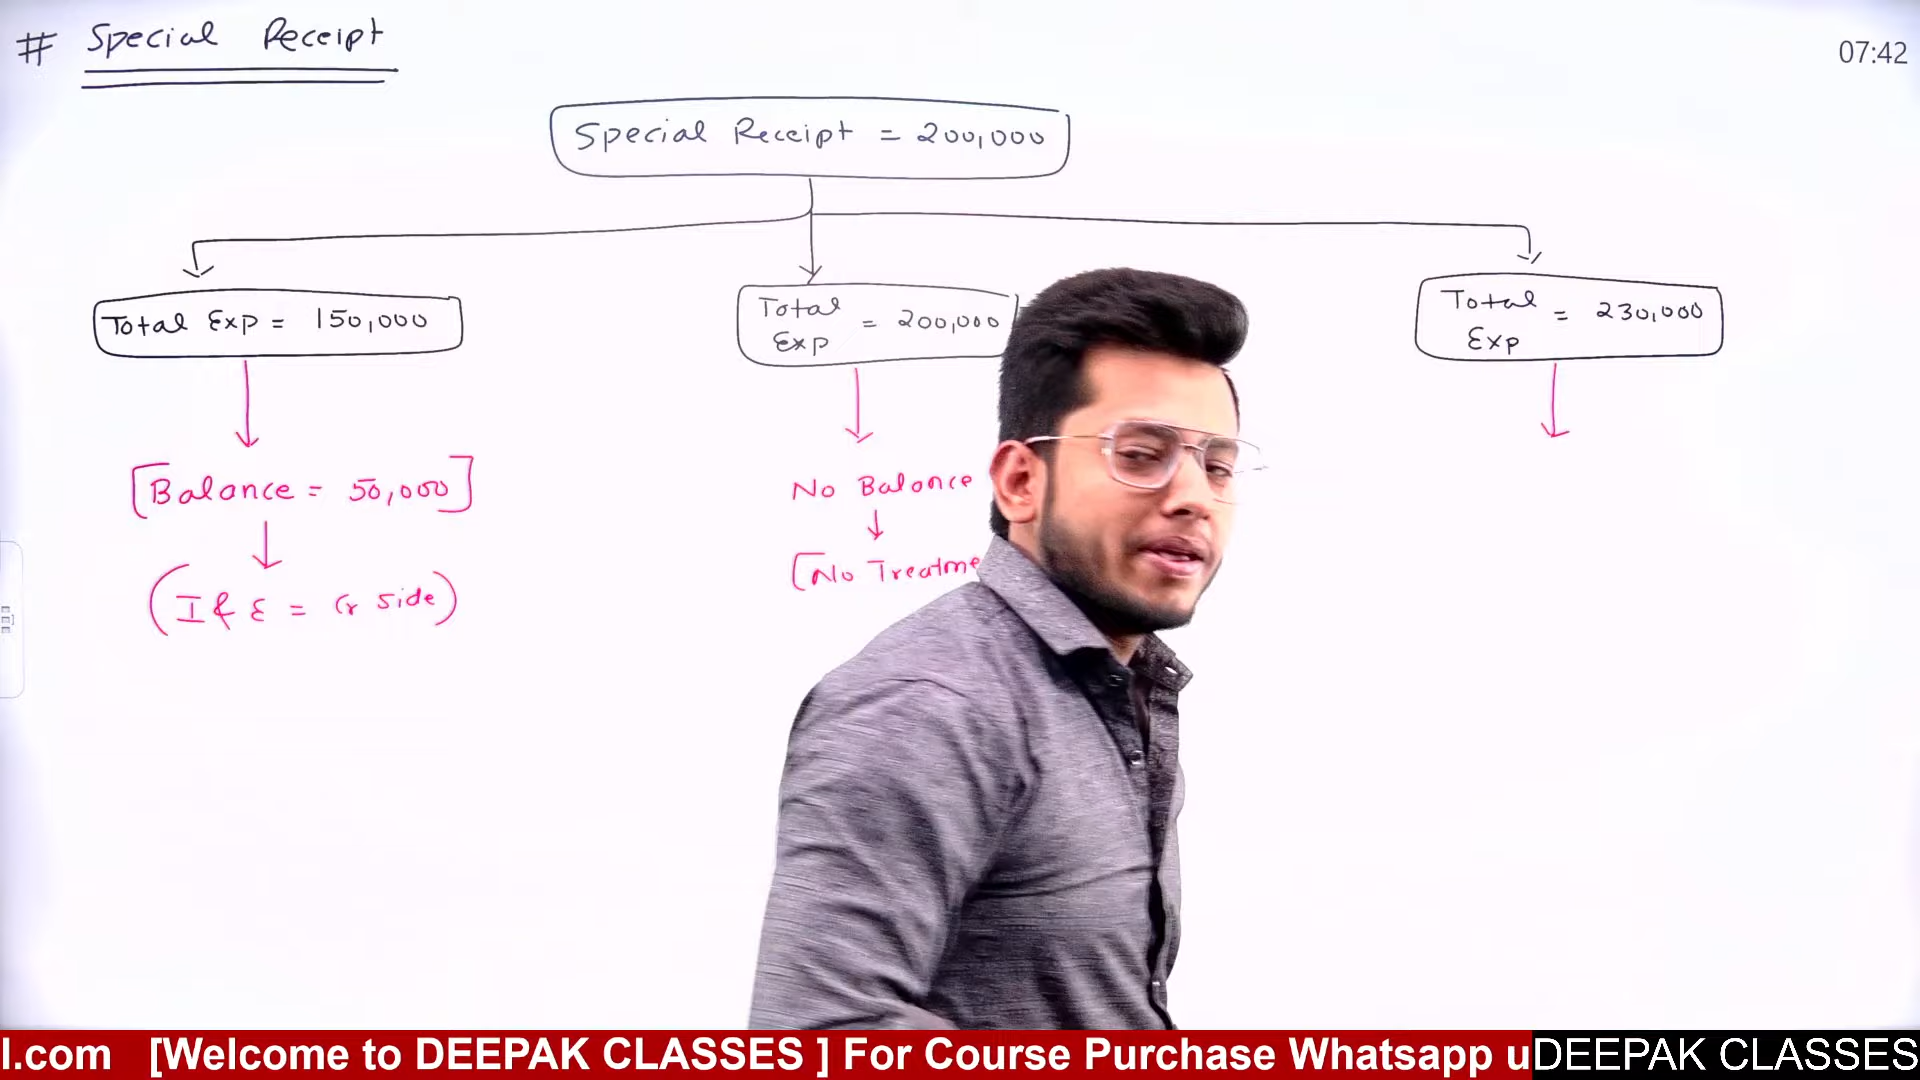 # Special Receipt
07:42
Special Receipt = 200,000
Total Exp = 150,000
Total Exp = 200,000
Total Exp = 230,000
[Balance = 50,000]
(I & E = Cr side)
No Balance
[No
l.com [Welcome to DEEPAK CLASSES ] For Course Purchase Whatsapp u
DEEPAK CLASSES